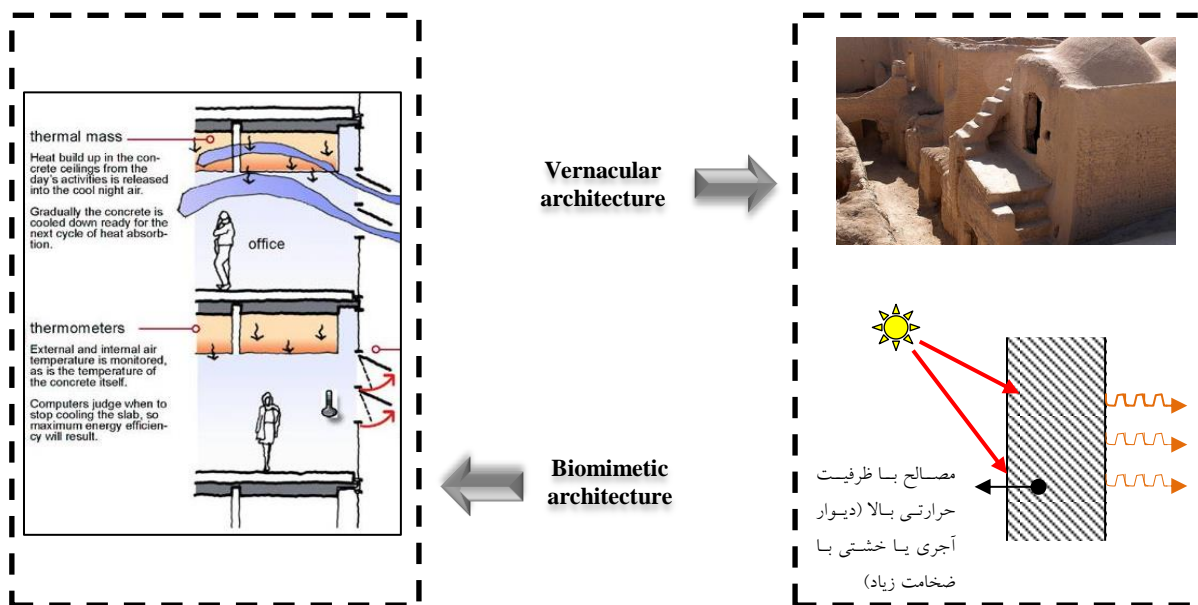 thermal mass
Heat build up in the con-
crete ceilings from the
day's activities is released
into the cool night air.
Gradually the concrete is
cooled down ready for the
next cycle of heat absorb-
tion.
office
thermometers
External and internal air
temperature is monitored,
as is the temperature of
the concrete itself.
Computers judge when to
stop cooling the slab, so
maximum energy efficien-
cy will result.
Vernacular
architecture
Biomimetic
architecture
مصالح با ظرفیت
حرارتی بالا (دیوار
آجری یا خشتی با
ضخامت زیاد)